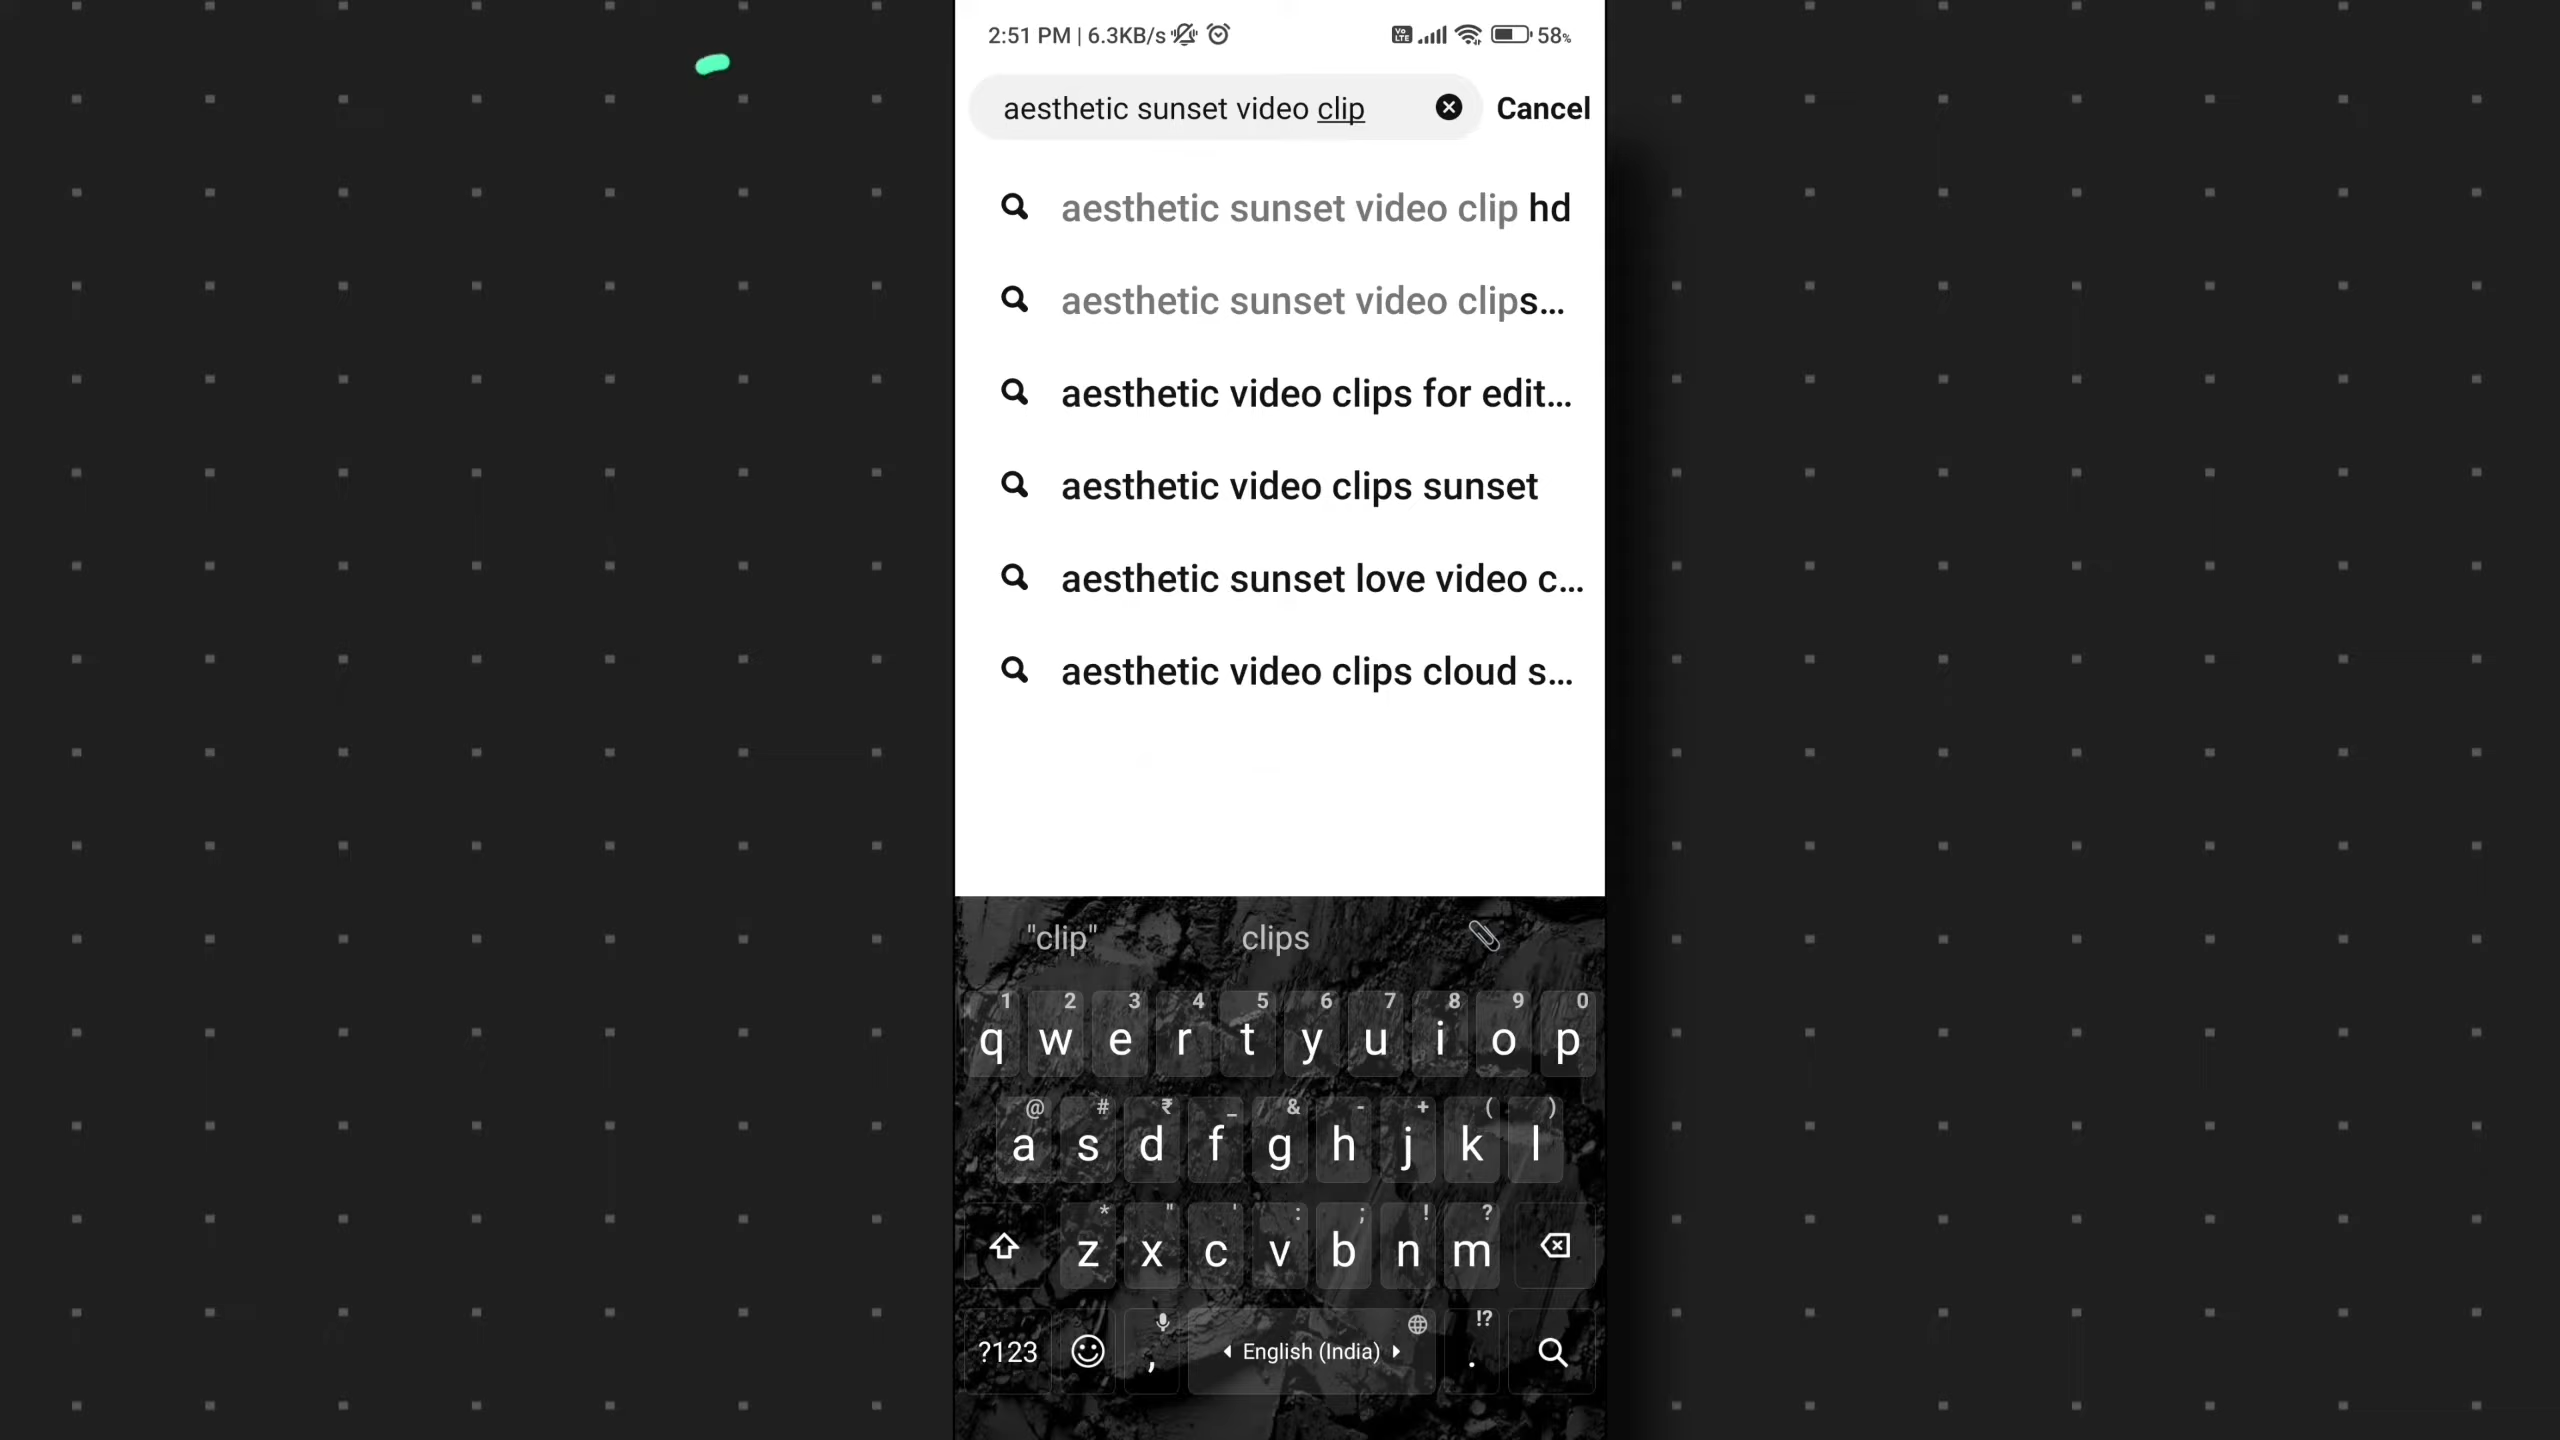 2:51 PM | 6.3KB/s Vo LTE 58%
aesthetic sunset video clip Cancel
aesthetic sunset video clip hd
aesthetic sunset video clips...
aesthetic video clips for edit...
aesthetic video clips sunset
aesthetic sunset love video c...
aesthetic video clips cloud s...
"clip" clips
1 2 3 4 5 6 7 8 9 0
q w e r t y u i o p
@ # ₹ _ & - + ( )
a s d f g h j k l
* " ' : ; ! ?
z x c v b n m
!?
?123 , English (India) .